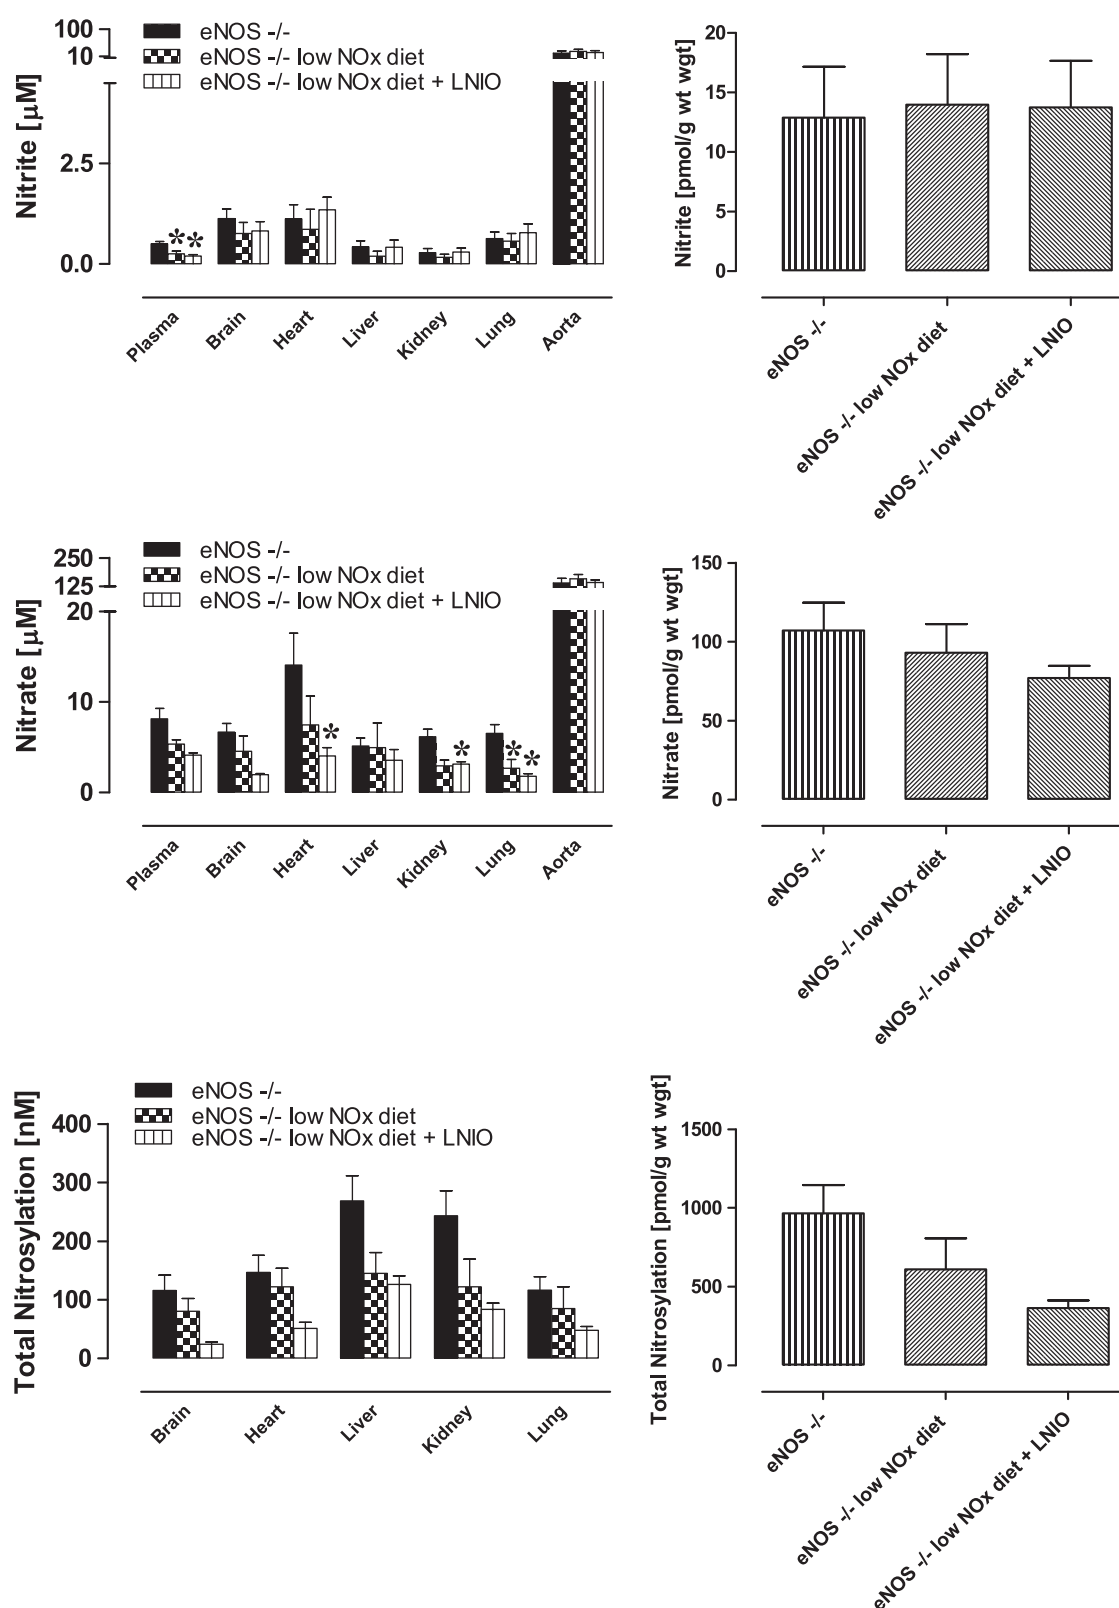 Nitrite [µM]
100
10
2.5
0.0
eNOS -/-
eNOS -/- low NOx diet
eNOS -/- low NOx diet + LNIO
* *
Plasma
Brain
Heart
Liver
Kidney
Lung
Aorta
Nitrite [pmol/g wt wgt]
20
15
10
5
0
eNOS -/-
eNOS -/- low NOx diet
eNOS -/- low NOx diet + LNIO
Nitrate [µM]
250
125
20
10
0
eNOS -/-
eNOS -/- low NOx diet
eNOS -/- low NOx diet + LNIO
*
*
* *
Plasma
Brain
Heart
Liver
Kidney
Lung
Aorta
Nitrate [pmol/g wt wgt]
150
100
50
0
eNOS -/-
eNOS -/- low NOx diet
eNOS -/- low NOx diet + LNIO
Total Nitrosylation [nM]
400
300
200
100
0
eNOS -/-
eNOS -/- low NOx diet
eNOS -/- low NOx diet + LNIO
Brain
Heart
Liver
Kidney
Lung
Total Nitrosylation [pmol/g wt wgt]
1500
1000
500
0
eNOS -/-
eNOS -/- low NOx diet
eNOS -/- low NOx diet + LNIO